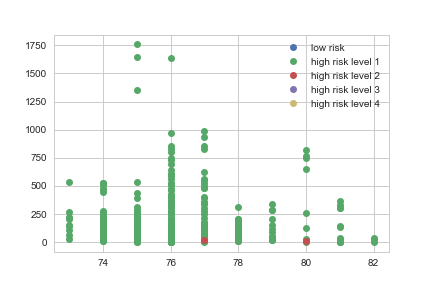 1750
1500
1250
1000
750
500
250
0
74
76
78
80
82
low risk
high risk level 1
high risk level 2
high risk level 3
high risk level 4